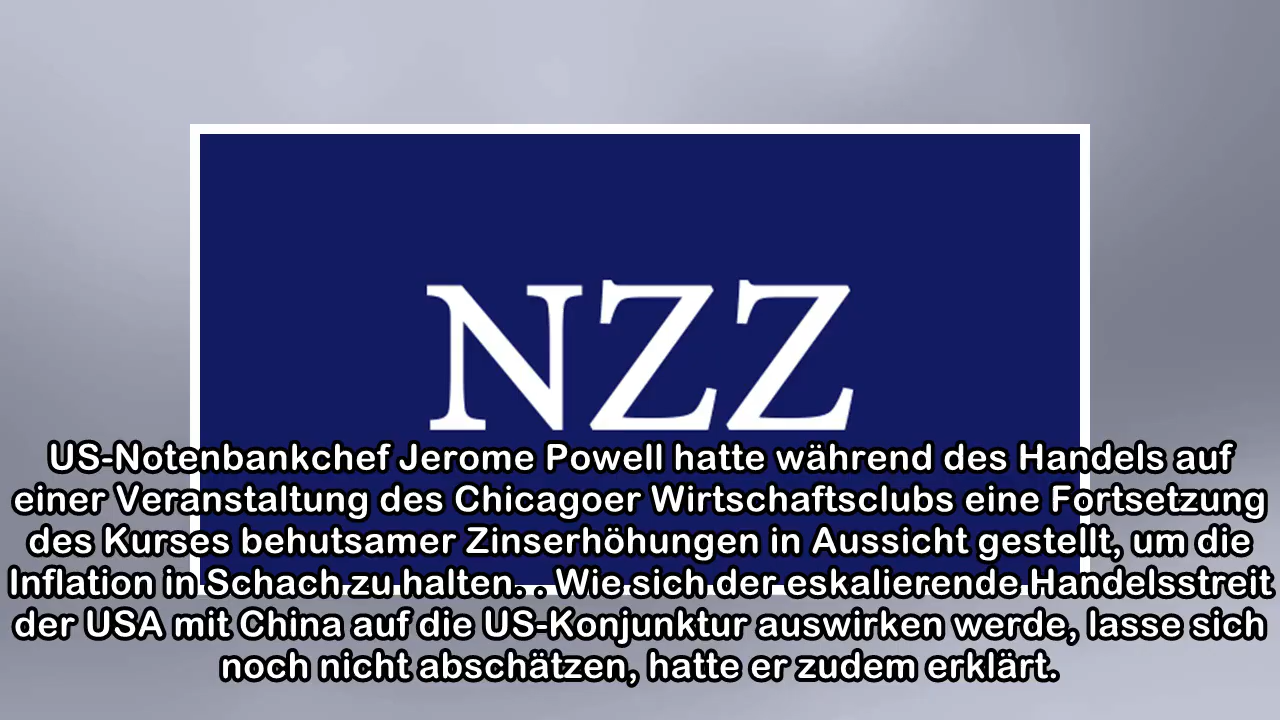 NZZ
US-Notenbankchef Jerome Powell hatte während des Handels auf
einer Veranstaltung des Chicagoer Wirtschaftsclubs eine Fortsetzung
des Kurses behutsamer Zinserhöhungen in Aussicht gestellt, um die
Inflation in Schach zu halten. . Wie sich der eskalierende Handelsstreit
der USA mit China auf die US-Konjunktur auswirken werde, lasse sich
noch nicht abschätzen, hatte er zudem erklärt.